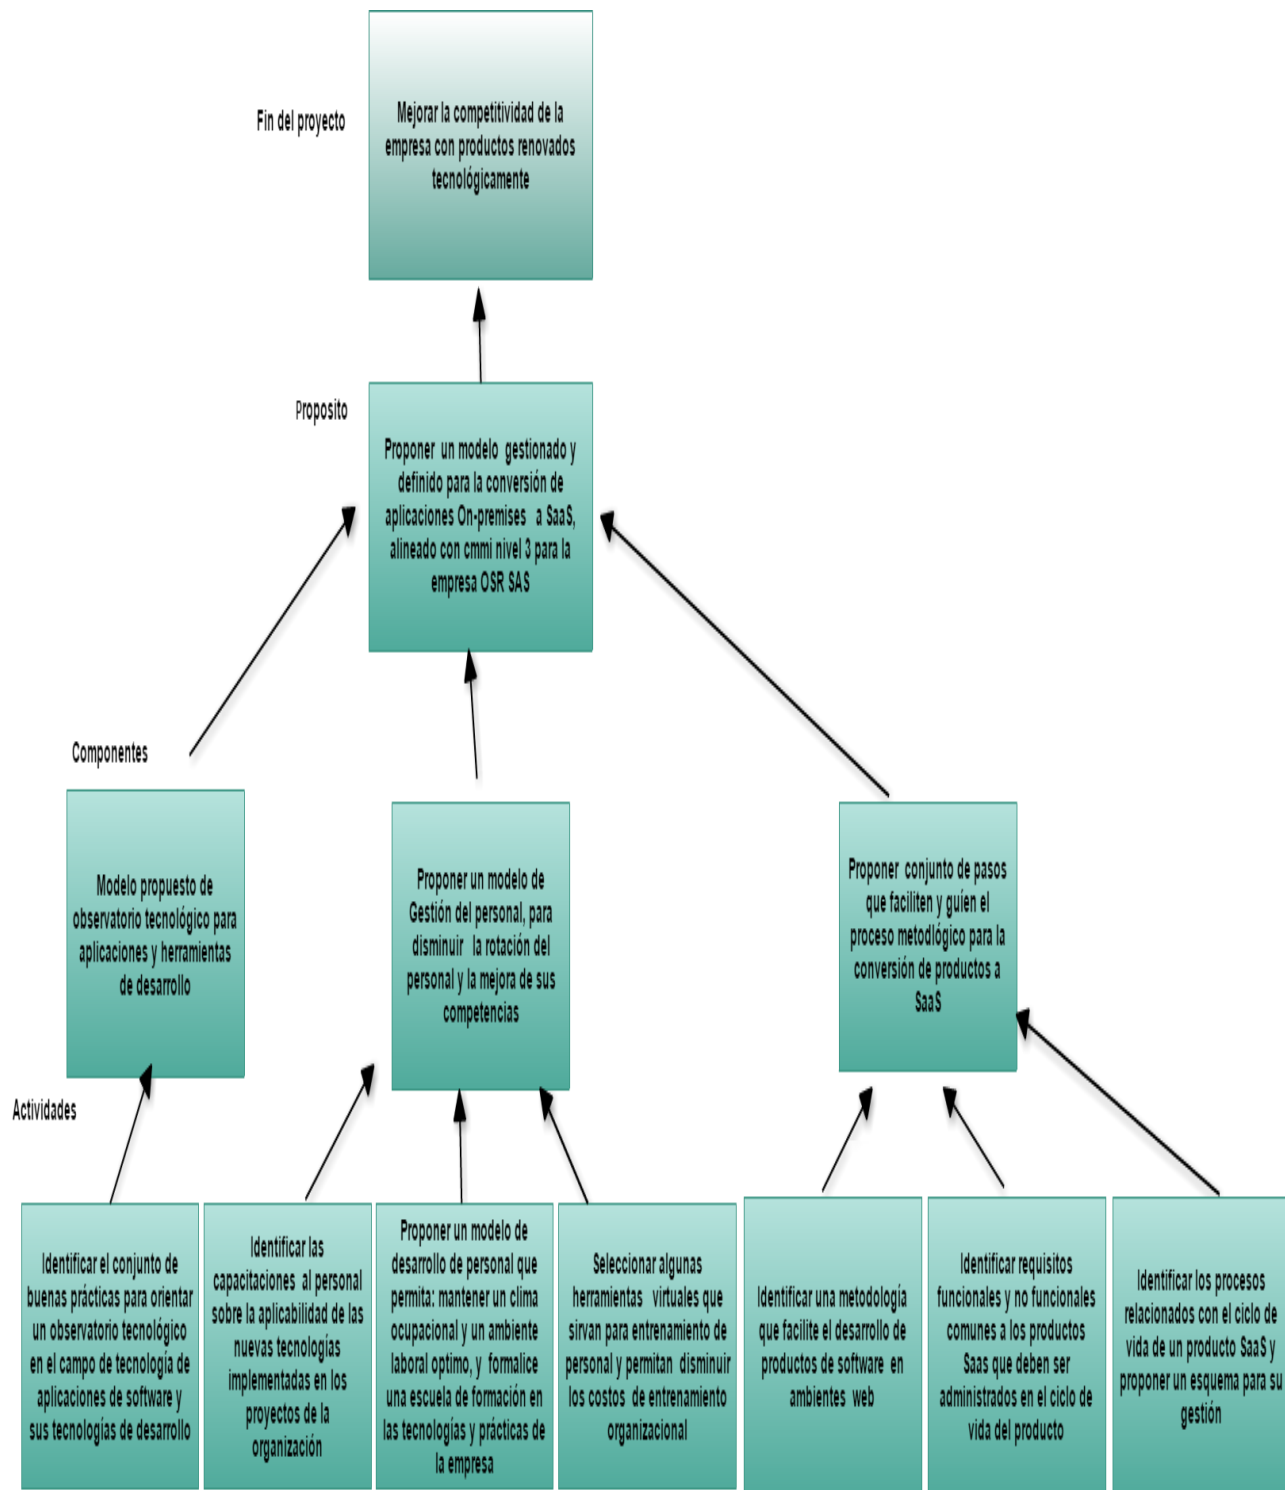 Fin del proyecto
Mejorar la competitividad de la
empresa con productos renovados
tecnológicamente
Proposito
Proponer un modelo gestionado y
definido para la conversión de
aplicaciones On-premises a SaaS,
alineado con cmmi nivel 3 para la
empresa OSR SAS
Componentes
Modelo propuesto de
observatorio tecnológico para
aplicaciones y herramientas
de desarrollo
Proponer un modelo de
Gestión del personal, para
disminuir la rotación del
personal y la mejora de sus
competencias
Proponer conjunto de pasos
que faciliten y guíen el
proceso metodlógico para la
conversión de productos a
SaaS
Actividades
Identificar el conjunto de
buenas prácticas para orientar
un observatorio tecnológico
en el campo de tecnología de
aplicaciones de software y
sus tecnologías de desarrollo
Identificar las
capacitaciones al personal
sobre la aplicabilidad de las
nuevas tecnologías
implementadas en los
proyectos de la
organización
Proponer un modelo de
desarrollo de personal que
permita: mantener un clima
ocupacional y un ambiente
laboral optimo, y formalice
una escuela de formación en
las tecnologías y prácticas de
la empresa
Seleccionar algunas
herramientas virtuales que
sirvan para entrenamiento de
personal y permitan disminuir
los costos de entrenamiento
organizacional
Identificar una metodología
que facilite el desarrollo de
productos de software en
ambientes web
Identificar requisitos
funcionales y no funcionales
comunes a los productos
Saas que deben ser
administrados en el ciclo de
vida del producto
Identificar los procesos
relacionados con el ciclo de
vida de un producto SaaS y
proponer un esquema para su
gestión